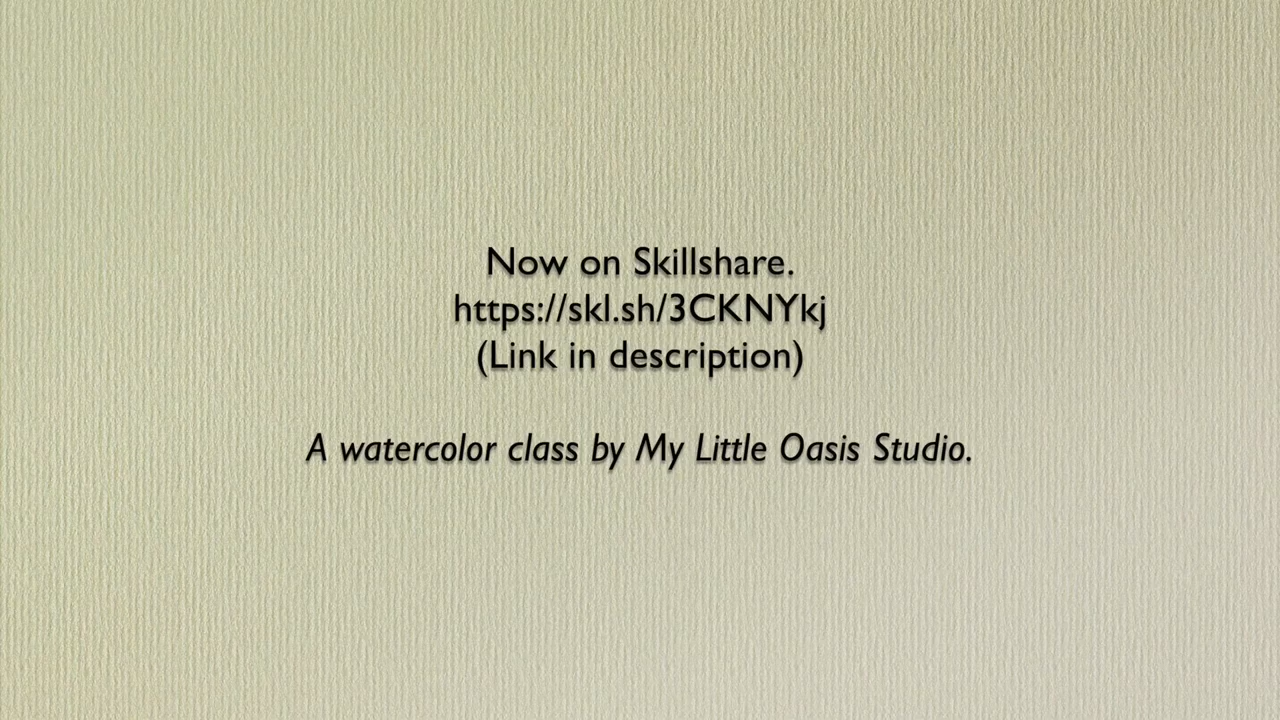 Now on Skillshare.
https://skl.sh/3CKNYkj
(Link in description)
A watercolor class by My Little Oasis Studio.